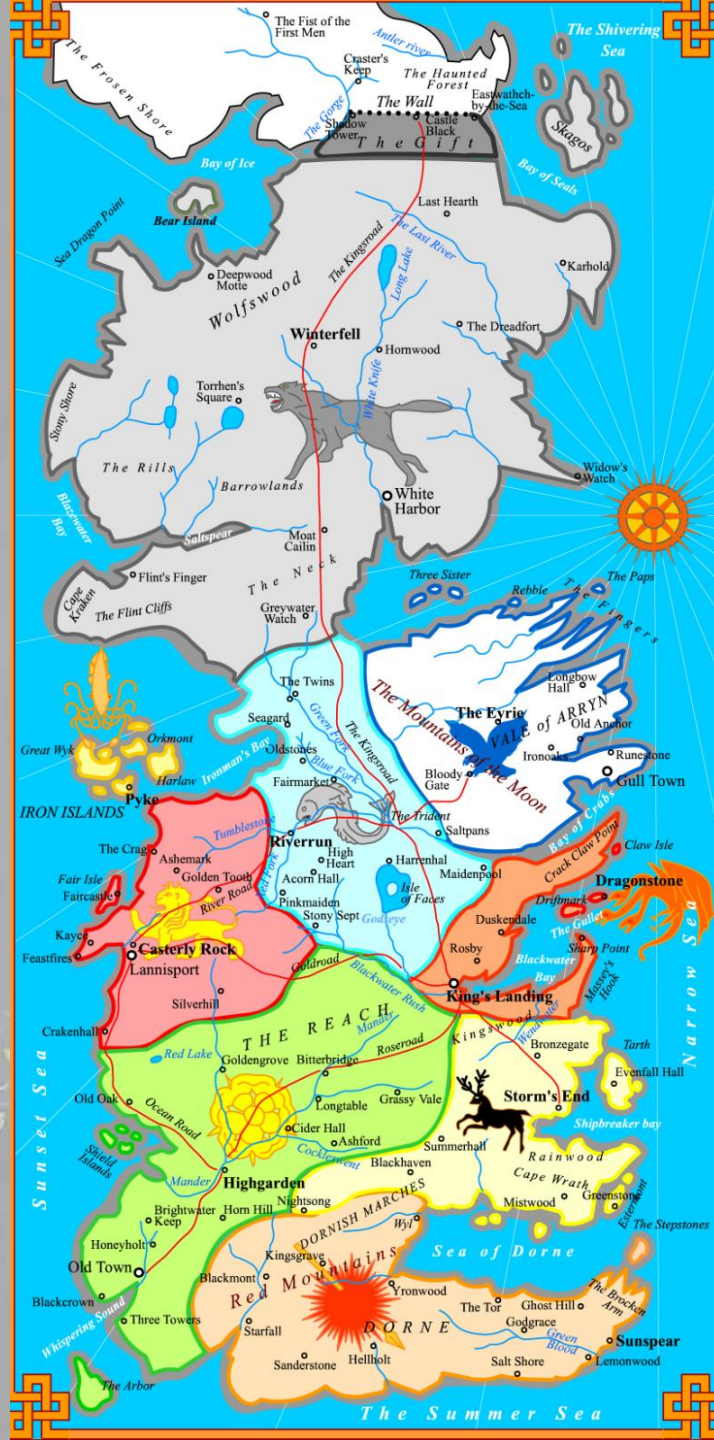 The Fist of the
First Men
Antler river
The Shivering
Sea
The Frosen Shore
Craster's
Keep
The Haunted
Forest
The Gorge
The Wall
Eastwathch-
by-the-Sea
Shadow
Tower
Castle
Black
The Gift
Skagos
Bay of Ice
Bay of Seals
Bear Island
Last Hearth
Sea Dragon Point
The Last River
The Kingsroad
Karhold
Deepwood
Motte
Wolfswood
Long Lake
Winterfell
The Dreadfort
Hornwood
Stony Shore
Torrhen's
Square
White Knife
The Rills
Barrowlands
Widow's
Watch
White
Harbor
Blazewater
Bay
Saltspear
Moat
Cailin
The Neck
Flint's Finger
Cape
Kraken
The Flint Cliffs
Greywater
Watch
Three Sister
Rebble
The Paps
The Fingers
The Twins
Longbow
Hall
Seagard
Green Fork
The Kingsroad
The Mountains of the Moon
The Eyrie
VALE of ARRYN
Old Anchor
Great Wyk
Orkmont
Ironman's Bay
Oldstones
Blue Fork
Ironoaks
Runestone
Harlaw
Fairmarket
Bloody
Gate
Gull Town
Pyke
IRON ISLANDS
The Trident
Tumblestone
Riverrun
Saltpans
Bay of Crabs
The Crag
Ashemark
High
Heart
Harrenhal
Maidenpool
Crack Claw Point
Claw Isle
Golden Tooth
Red Fork
Acorn Hall
Fair Isle
Faircastle
River Road
Pinkmaiden
Isle
of Faces
Driftmark
Dragonstone
Stony Sept
Godseye
Duskendale
The Gullet
Kayce
Feastfires
Casterly Rock
Lannisport
Rosby
Blackwater
Bay
Sharp Point
Goldroad
Blackwater Rush
Massey's
Hook
Narrow Sea
Silverhill
King's Landing
Crakenhall
THE REACH
Mander
Kingswood
Wendwater
Roseroad
Red Lake
Goldengrove
Bitterbridge
Bronzegate
Tarth
Evenfall Hall
Sunset Sea
Old Oak
Ocean Road
Longtable
Grassy Vale
Storm's End
Shield
Islands
Cider Hall
Ashford
Shipbreaker bay
Cocklerwent
Summerhall
Rainwood
Mander
Highgarden
Blackhaven
Cape Wrath
Brightwater
Keep
Horn Hill
Nightsong
Mistwood
Greenstone
Estermont
DORNISH MARCHES
Wyl
The Stepstones
Honeyholt
Sea of Dorne
Old Town
Blackmont
Kingsgrave
Red Mountains
Yronwood
The Brocken
Arm
Blackcrown
Whispering Sound
Three Towers
The Tor
Ghost Hill
Starfall
DORNE
Godgrace
Green
Blood
Sunspear
Sanderstone
Hellholt
Salt Shore
Lemonwood
The Arbor
The Summer Sea